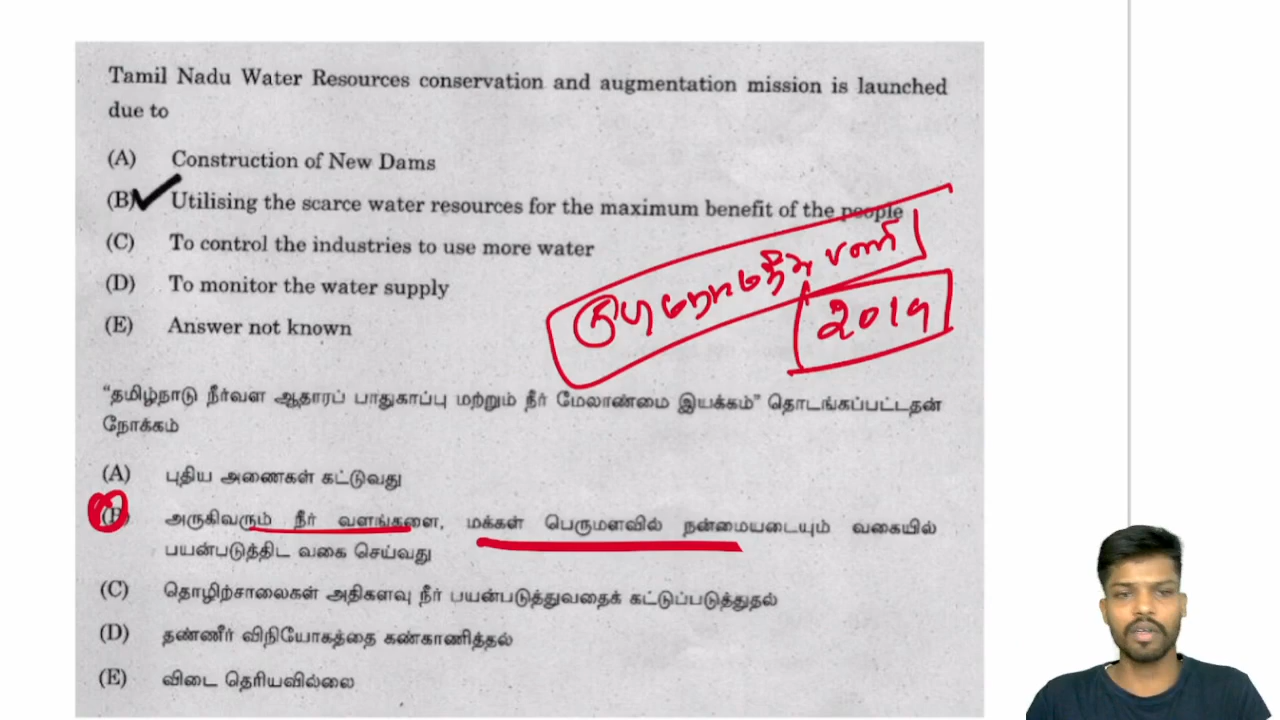 Tamil Nadu Water Resources conservation and augmentation mission is launched
due to
(A) Construction of New Dams
(B) Utilising the scarce water resources for the maximum benefit of the people
(C) To control the industries to use more water
(D) To monitor the water supply
(E) Answer not known
2019
"தமிழ்நாடு நீர்வள ஆதாரப் பாதுகாப்பு மற்றும் நீர் மேலாண்மை இயக்கம்" தொடங்கப்பட்டதன்
நோக்கம்
(A) புதிய அணைகள் கட்டுவது
(B) அருகிவரும் நீர் வளங்களை, மக்கள் பெருமளவில் நன்மையடையும் வகையில்
பயன்படுத்திட வகை செய்வது
(C) தொழிற்சாலைகள் அதிகளவு நீர் பயன்படுத்துவதைக் கட்டுப்படுத்துதல்
(D) தண்ணீர் விநியோகத்தை கண்காணித்தல்
(E) விடை தெரியவில்லை